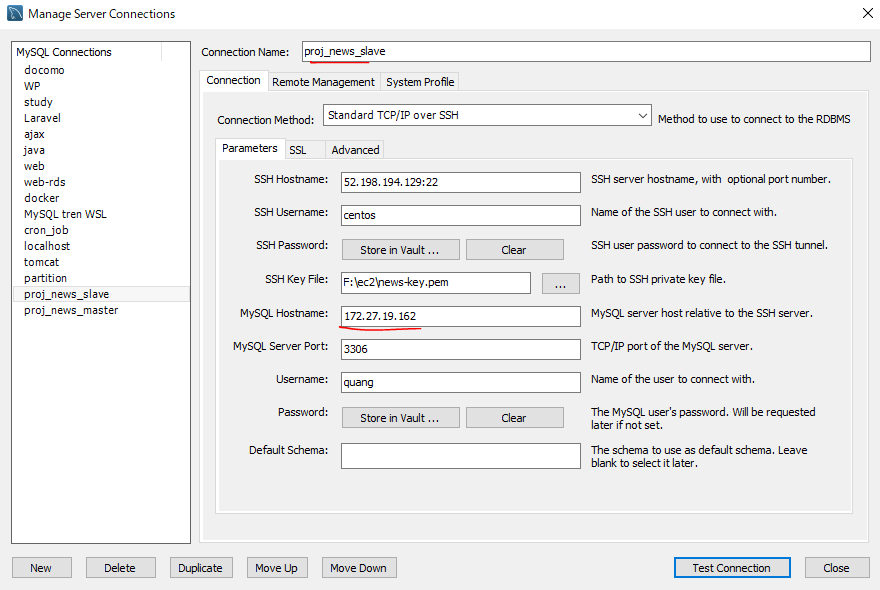 Manage Server Connections
MySQL Connections
docomo
WP
study
Laravel
ajax
java
web
web-rds
docker
MySQL tren WSL
cron_job
localhost
tomcat
partition
proj_news_slave
proj_news_master
Connection Name: proj_news_slave
Connection Remote Management System Profile
Connection Method: Standard TCP/IP over SSH Method to use to connect to the RDBMS
Parameters SSL Advanced
SSH Hostname: 52.198.194.129:22 SSH server hostname, with optional port number.
SSH Username: centos Name of the SSH user to connect with.
SSH Password: Store in Vault ... Clear SSH user password to connect to the SSH tunnel.
SSH Key File: F:\ec2\news-key.pem ... Path to SSH private key file.
MySQL Hostname: 172.27.19.162 MySQL server host relative to the SSH server.
MySQL Server Port: 3306 TCP/IP port of the MySQL server.
Username: quang Name of the user to connect with.
Password: Store in Vault ... Clear The MySQL user's password. Will be requested
later if not set.
Default Schema: The schema to use as default schema. Leave
blank to select it later.
New Delete Duplicate Move Up Move Down Test Connection Close